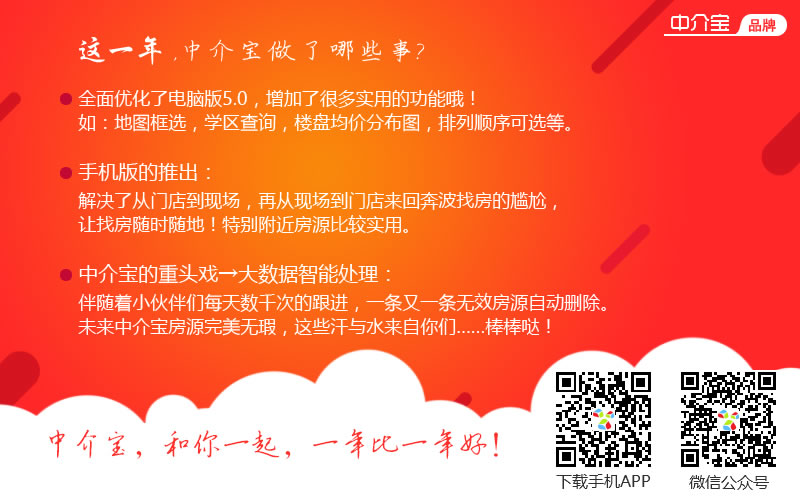 中介宝 品牌
这一年,中介宝做了哪些事?
全面优化了电脑版5.0，增加了很多实用的功能哦！
如：地图框选，学区查询，楼盘均价分布图，排列顺序可选等。
手机版的推出：
解决了从门店到现场，再从现场到门店来回奔波找房的尴尬，
让找房随时随地！特别附近房源比较实用。
中介宝的重头戏→大数据智能处理：
伴随着小伙伴们每天数千次的跟进，一条又一条无效房源自动删除。
未来中介宝房源完美无瑕，这些汗与水来自你们......棒棒哒！
中介宝，和你一起，一年比一年好！
下载手机APP
微信公众号